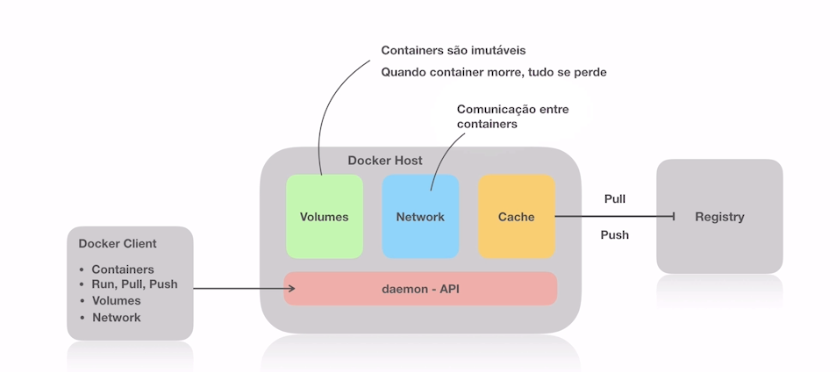 Containers são imutáveis
Quando container morre, tudo se perde
Comunicação entre
containers
Docker Host
Volumes
Network
Cache
daemon - API
Docker Client
• Containers
• Run, Pull, Push
• Volumes
• Network
Pull
Push
Registry